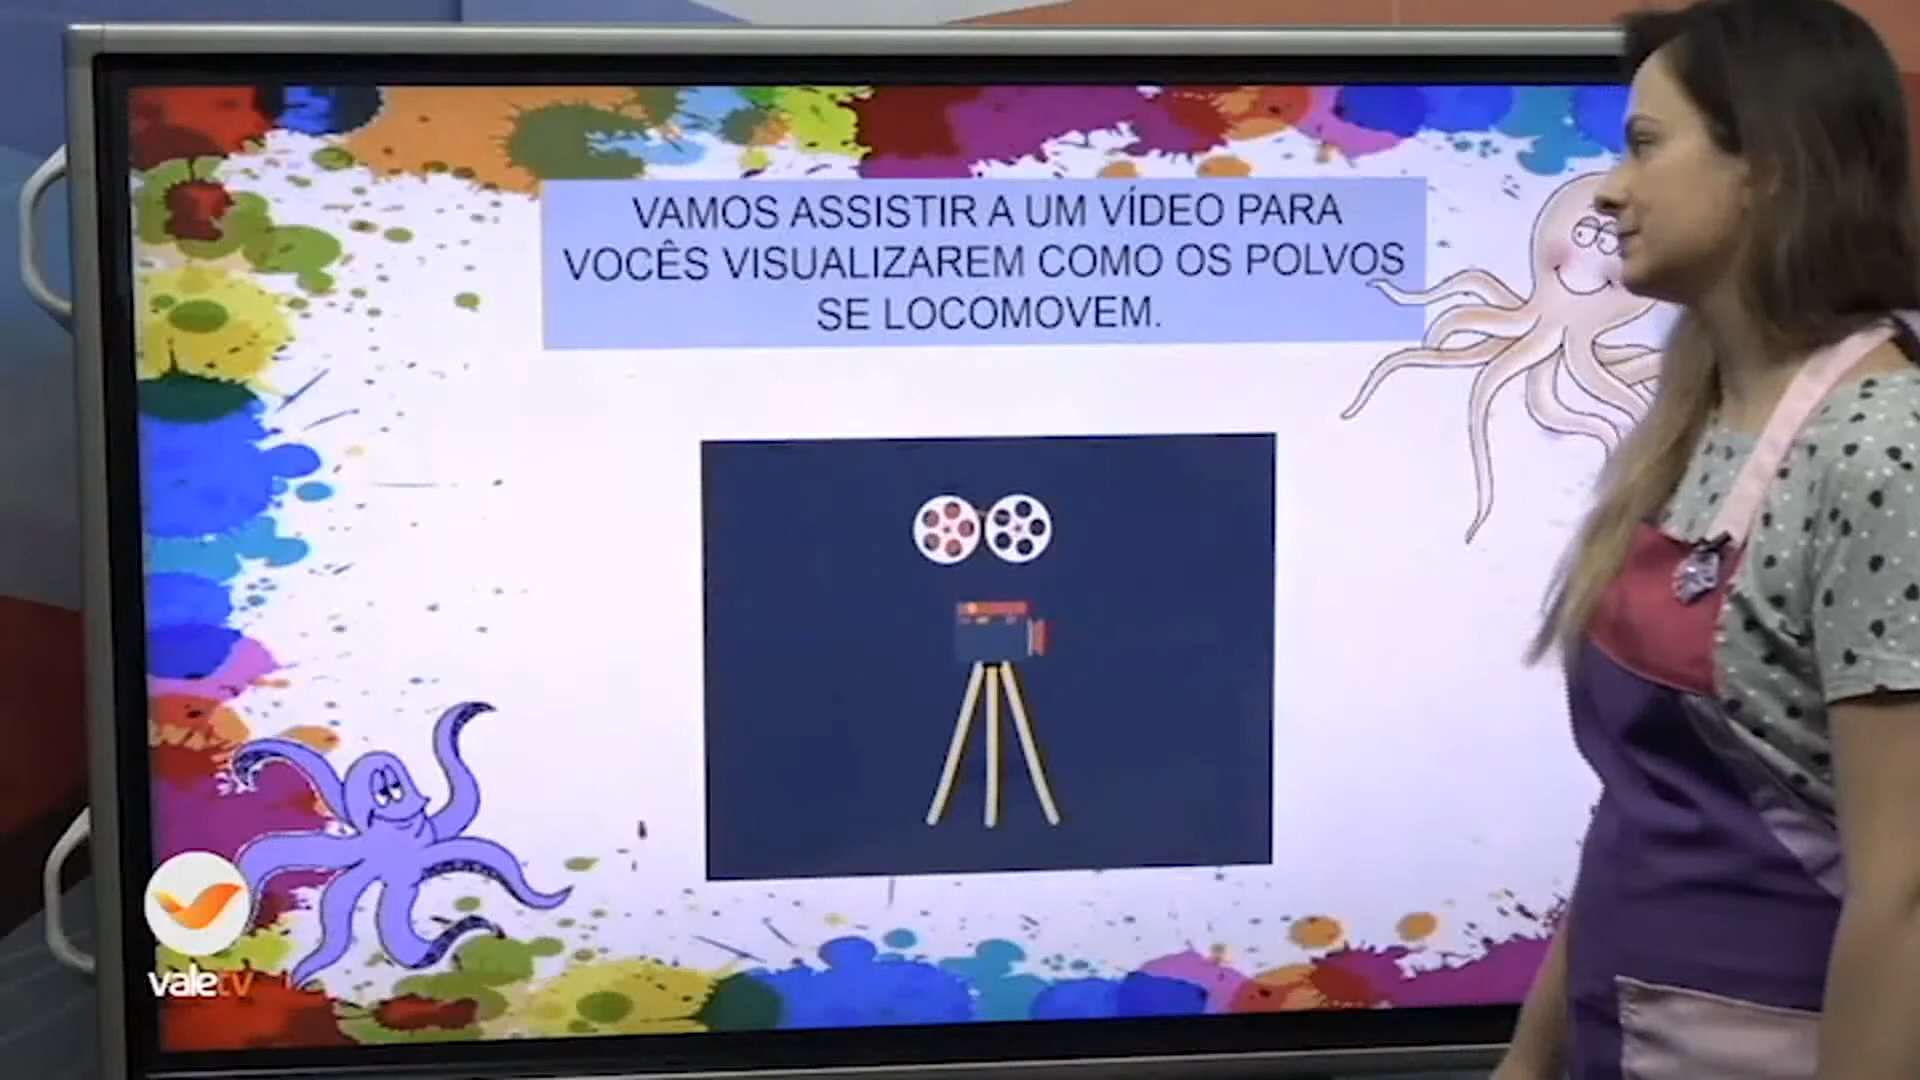 VAMOS ASSISTIR A UM VÍDEO PARA
VOCÊS VISUALIZAREM COMO OS POLVOS
SE LOCOMOVEM.
valetv